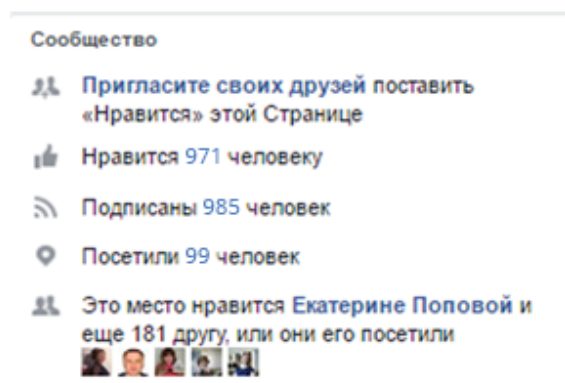 Сообщество
Пригласите своих друзей поставить
«Нравится» этой Странице
Нравится 971 человеку
Подписаны 985 человек
Посетили 99 человек
Это место нравится Екатерине Поповой и
еще 181 другу, или они его посетили